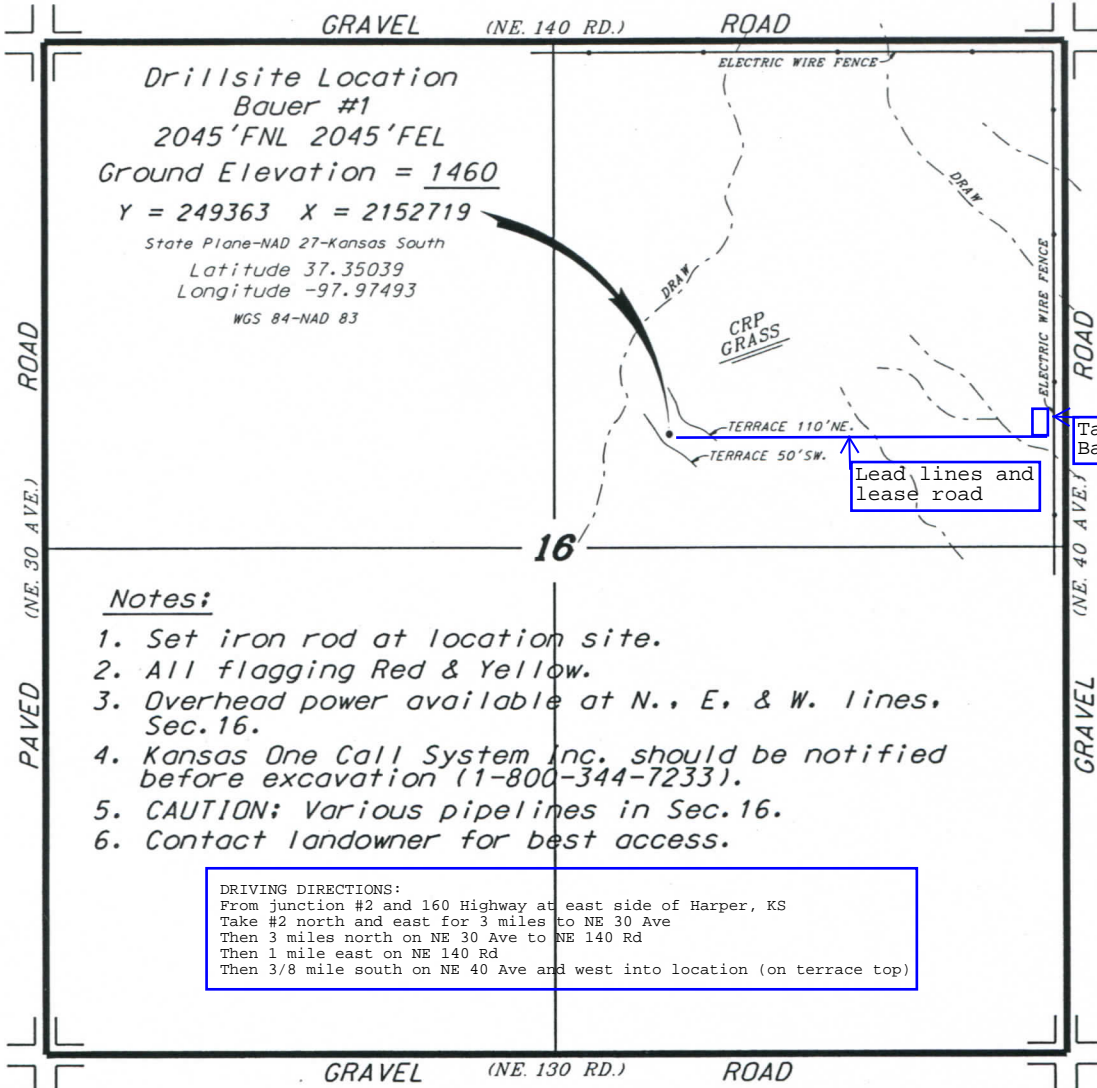 GRAVEL (NE. 140 RD.) ROAD
Drillsite Location
Bauer #1
2045'FNL 2045'FEL
Ground Elevation = 1460
Y = 249363 X = 2152719
State Plane-NAD 27-Kansas South
Latitude 37.35039
Longitude -97.97493
WGS 84-NAD 83
ELECTRIC WIRE FENCE
DRAW
DRAW
CRP
GRASS
ELECTRIC WIRE FENCE
TERRACE 110'NE.
TERRACE 50'SW.
Lead lines and
lease road
Ta
Ba
16
PAVED (NE. 30 AVE.) ROAD
GRAVEL (NE. 40 AVE.) ROAD
Notes:
1. Set iron rod at location site.
2. All flagging Red & Yellow.
3. Overhead power available at N., E, & W. lines,
Sec.16.
4. Kansas One Call System Inc. should be notified
before excavation (1-800-344-7233).
5. CAUTION: Various pipelines in Sec.16.
6. Contact landowner for best access.
DRIVING DIRECTIONS:
From junction #2 and 160 Highway at east side of Harper, KS
Take #2 north and east for 3 miles to NE 30 Ave
Then 3 miles north on NE 30 Ave to NE 140 Rd
Then 1 mile east on NE 140 Rd
Then 3/8 mile south on NE 40 Ave and west into location (on terrace top)
GRAVEL (NE. 130 RD.) ROAD